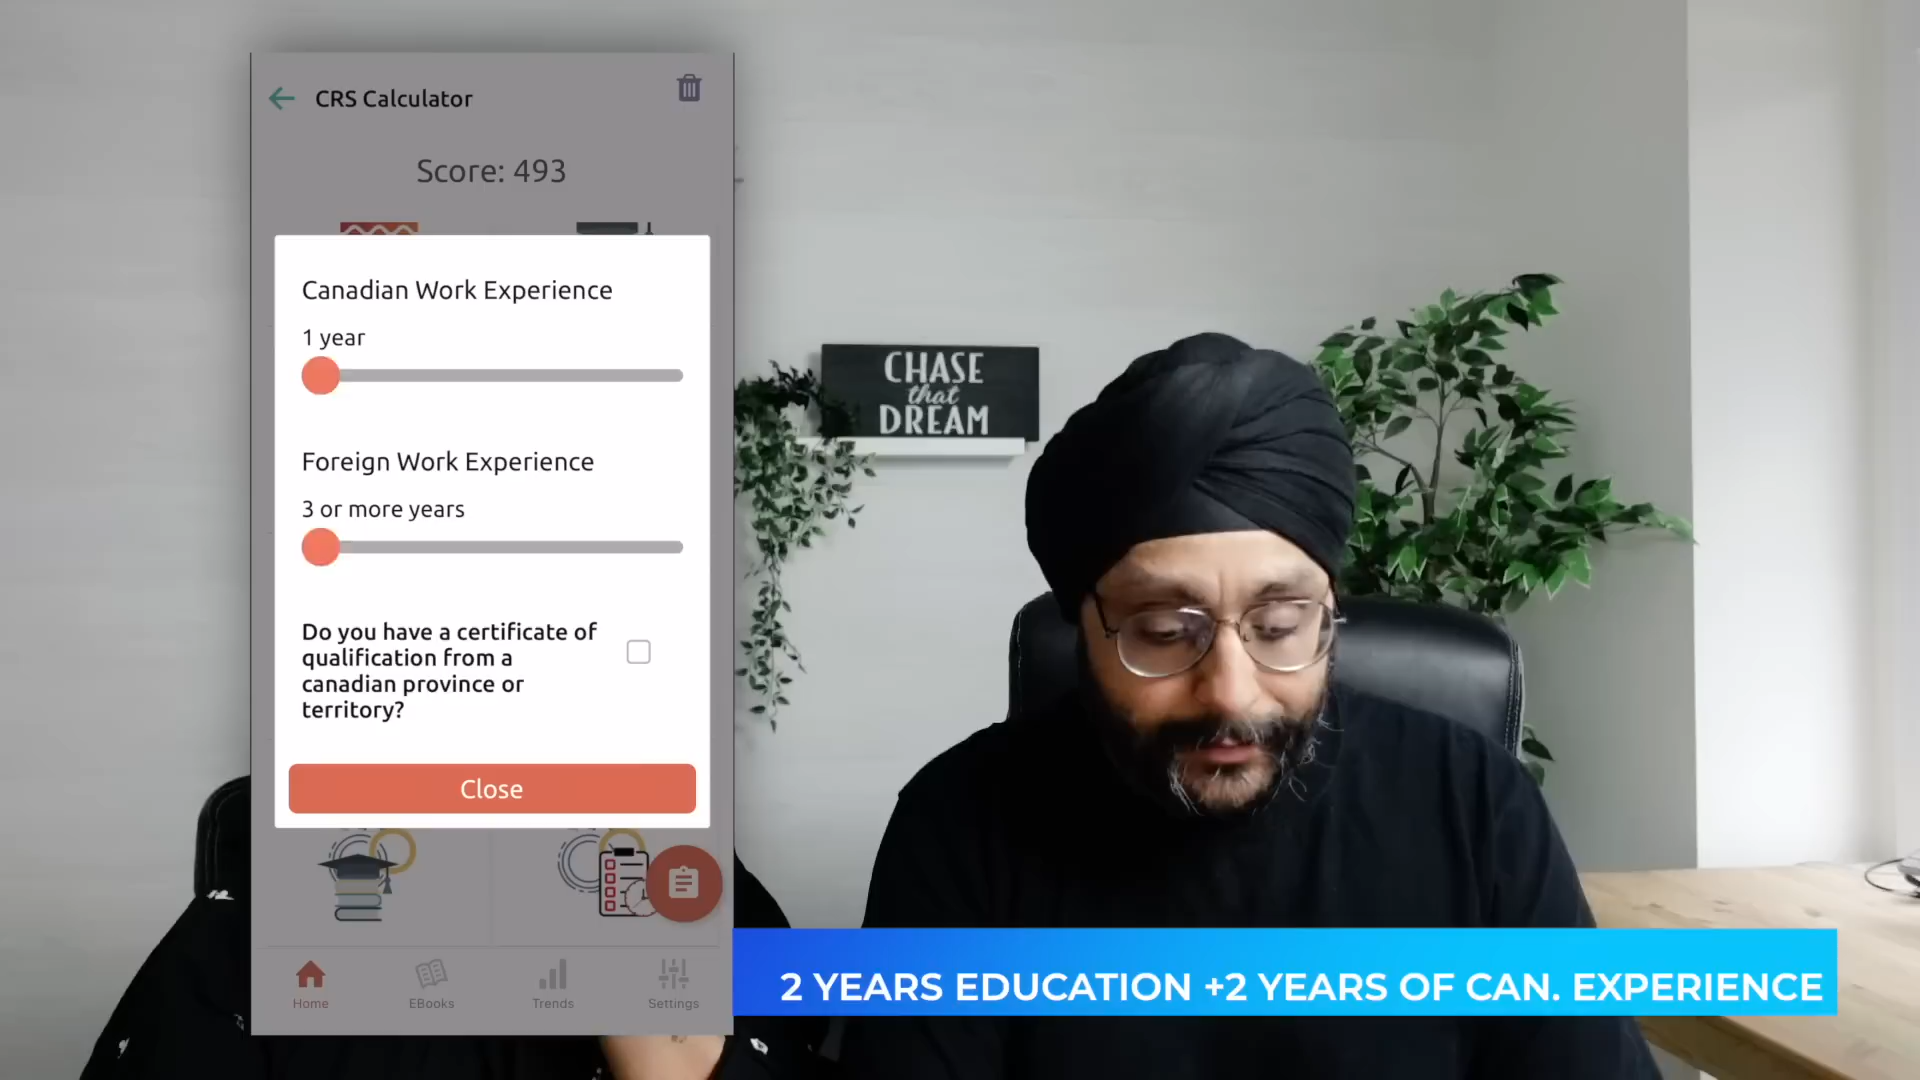 CRS Calculator
Score: 493
Canadian Work Experience
1 year
Foreign Work Experience
3 or more years
Do you have a certificate of
qualification from a
canadian province or
territory?
Close
Home
EBooks
Trends
Settings
CHASE
that
DREAM
2 YEARS EDUCATION +2 YEARS OF CAN. EXPERIENCE